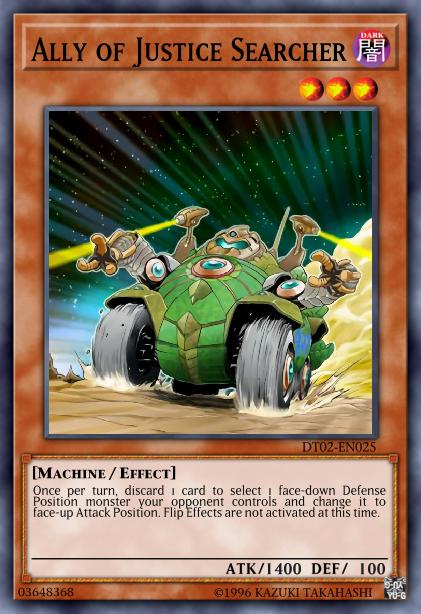 ALLY OF JUSTICE SEARCHER
DARK
闇
DT02-EN025
[MACHINE / EFFECT]
Once per turn, discard 1 card to select 1 face-down Defense
Position monster your opponent controls and change it to
face-up Attack Position. Flip Effects are not activated at this time.
ATK/1400 DEF/ 100
03648368
©1996 KAZUKI TAKAHASHI